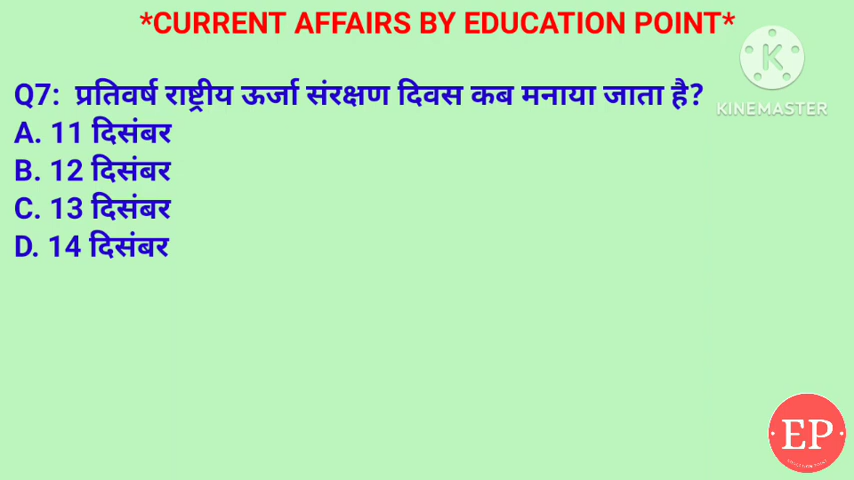 *CURRENT AFFAIRS BY EDUCATION POINT*
Q7: प्रतिवर्ष राष्ट्रीय ऊर्जा संरक्षण दिवस कब मनाया जाता है?
A. 11 दिसंबर
B. 12 दिसंबर
C. 13 दिसंबर
D. 14 दिसंबर
K
KINEMASTER
EP